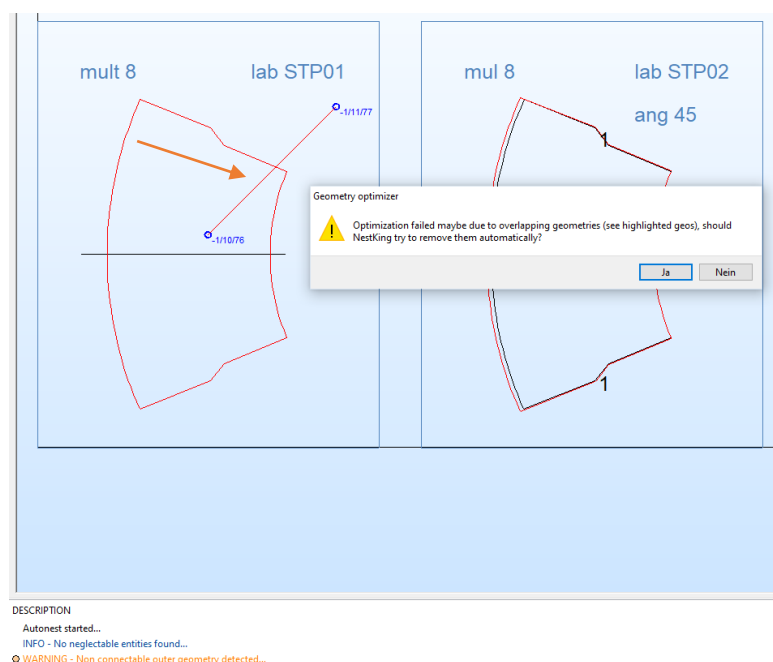 mult 8 lab STP01
mul 8 lab STP02
ang 45
-1/11/77
1
-1/10/76
Geometry optimizer
Optimization failed maybe due to overlapping geometries (see highlighted geos), should
NestKing try to remove them automatically?
Ja Nein
1
DESCRIPTION
Autonest started...
INFO - No neglectable entities found...
WARNING - Non connectable outer geometry detected...